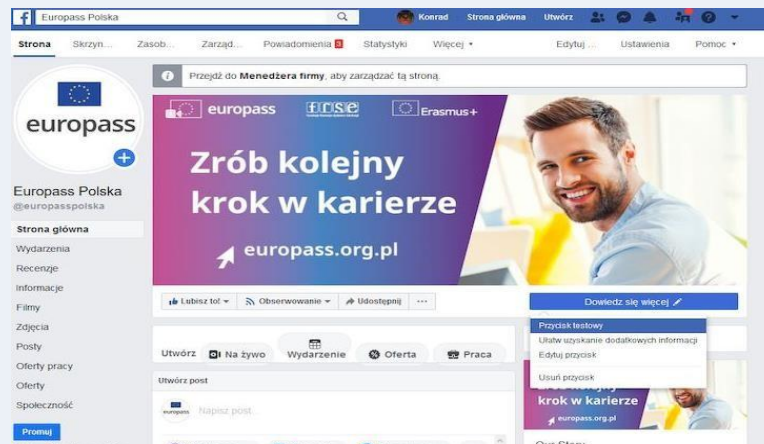 Europass Polska
Konrad Strona główna Utwórz
Strona Skrzyn... Zasob... Zarząd... Powiadomienia 3 Statystyki Więcej Edytuj ... Ustawienia Pomoc
Przejdź do Menedżera firmy, aby zarządzać tą stroną.
europass
europass frse Erasmus+
Zrób kolejny
krok w karierze
europass.org.pl
Europass Polska
@europasspolska
Strona główna
Wydarzenia
Recenzje
Informacje
Filmy
Zdjęcia
Posty
Oferty pracy
Oferty
Społeczność
Promuj
Lubisz to! Obserwowanie Udostępnij ...
Dowiedz się więcej
Przycisk testowy
Ułatw uzyskanie dodatkowych informacji
Edytuj przycisk
Usuń przycisk
Utwórz Na żywo Wydarzenie Oferta Praca
Utwórz post
europass
Napisz post...
krok w karierze
europass.org.pl